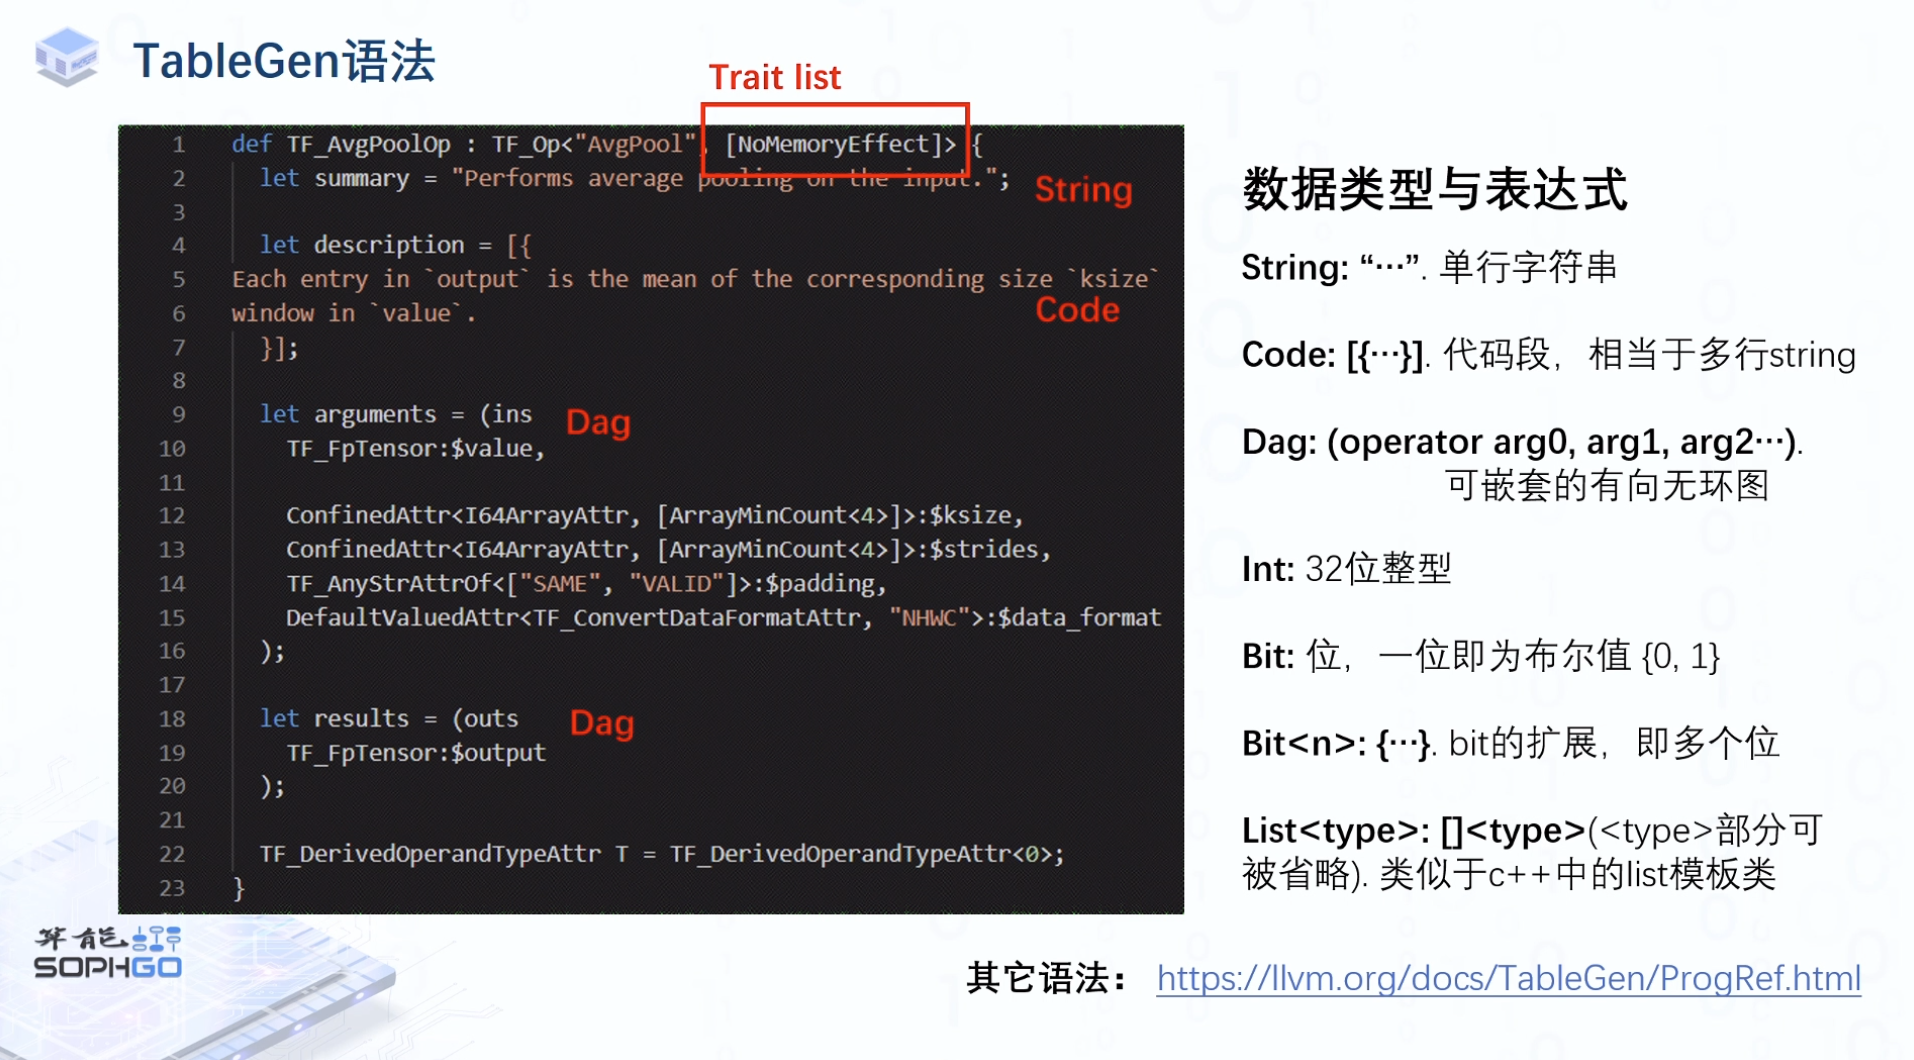 TableGen语法
Trait list
1 def TF_AvgPoolOp : TF_Op<"AvgPool", [NoMemoryEffect]> {
2 let summary = "Performs average pooling on the input.";
String
3
4 let description = [{
5 Each entry in `output` is the mean of the corresponding size `ksize`
6 window in `value`.
Code
7 }];
8
9 let arguments = (ins
Dag
10 TF_FpTensor:$value,
11
12 ConfinedAttr<I64ArrayAttr, [ArrayMinCount<4>]>:$ksize,
13 ConfinedAttr<I64ArrayAttr, [ArrayMinCount<4>]>:$strides,
14 TF_AnyStrAttrOf<["SAME", "VALID"]>:$padding,
15 DefaultValuedAttr<TF_ConvertDataFormatAttr, "NHWC">:$data_format
16 );
17
18 let results = (outs
Dag
19 TF_FpTensor:$output
20 );
21
22 TF_DerivedOperandTypeAttr T = TF_DerivedOperandTypeAttr<0>;
23 }
数据类型与表达式
String: “…”. 单行字符串
Code: [{…}]. 代码段，相当于多行string
Dag: (operator arg0, arg1, arg2…).
可嵌套的有向无环图
Int: 32位整型
Bit: 位，一位即为布尔值 {0, 1}
Bit<n>: {…}. bit的扩展，即多个位
List<type>: []<type>(<type>部分可
被省略). 类似于c++中的list模板类
其它语法： https://llvm.org/docs/TableGen/ProgRef.html
算能
SOPHGO